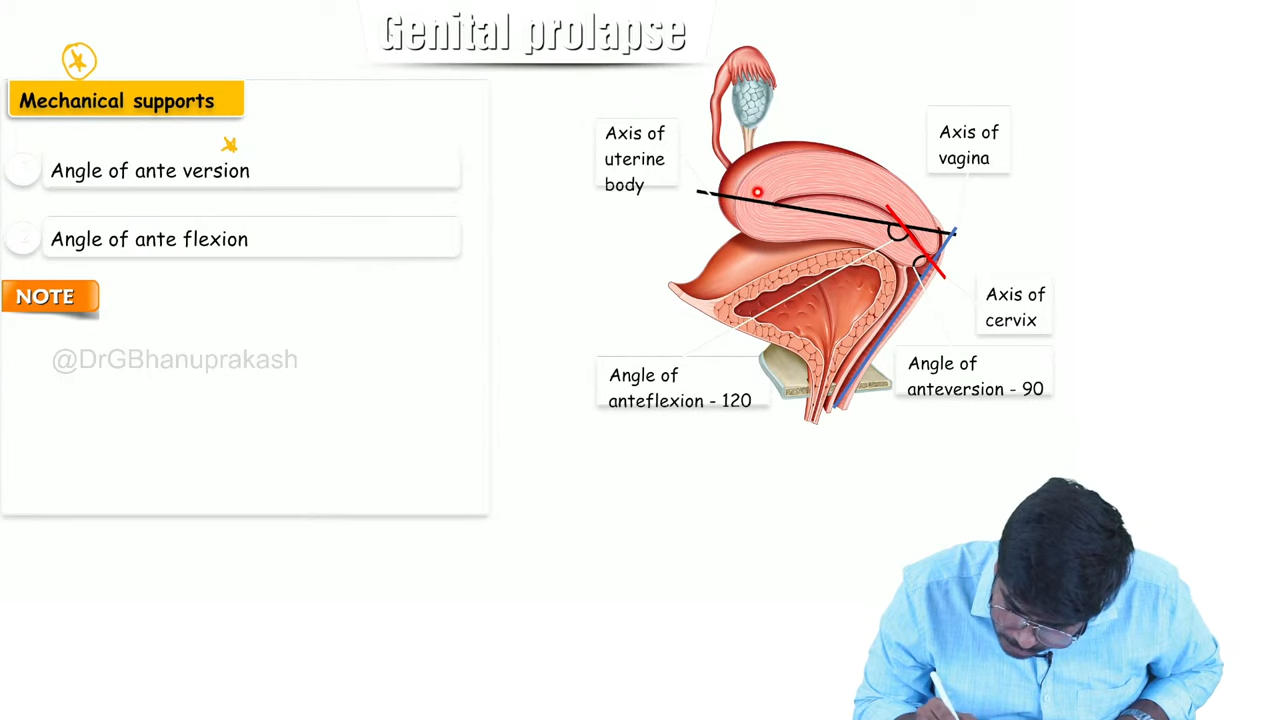 Genital prolapse
Mechanical supports
Angle of ante version
Angle of ante flexion
NOTE
@DrGBhanuprakash
Axis of
uterine
body
Axis of
vagina
Axis of
cervix
Angle of
anteflexion - 120
Angle of
anteversion - 90